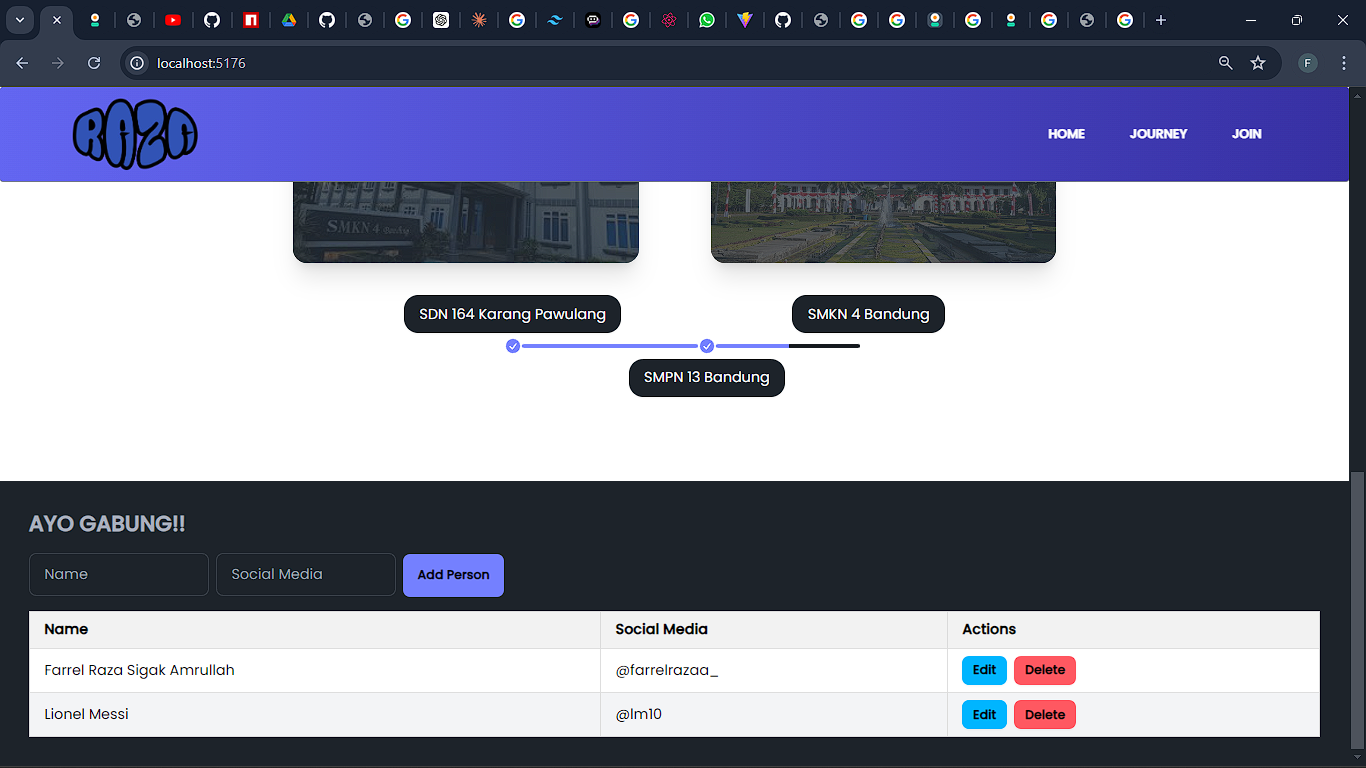 localhost:5176
F
RAZA
HOME JOURNEY JOIN
SMKN 4 Bandung
SDN 164 Karang Pawulang
SMKN 4 Bandung
SMPN 13 Bandung
AYO GABUNG!!
Name Social Media Add Person
Name Social Media Actions
Farrel Raza Sigak Amrullah @farrelrazaa_ Edit Delete
Lionel Messi @lm10 Edit Delete